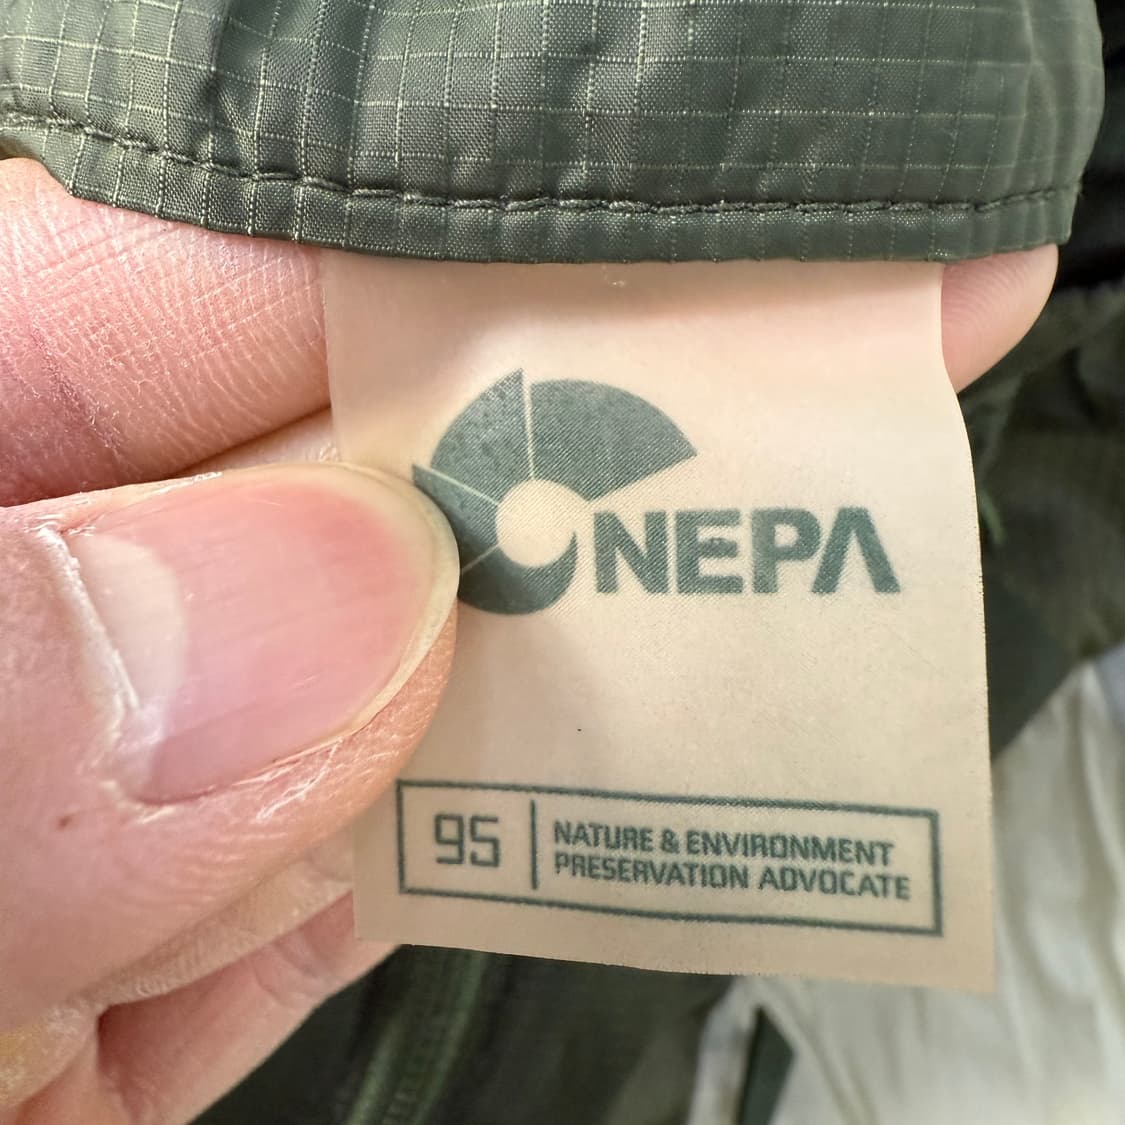 NEPA
95
NATURE & ENVIRONMENT
PRESERVATION ADVOCATE